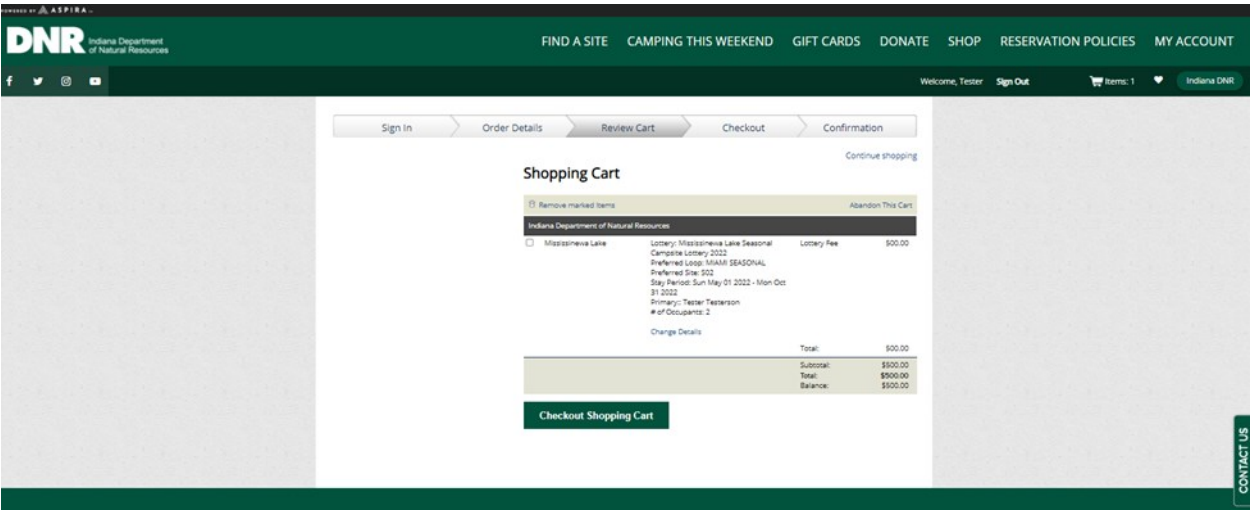 POWERED BY ASPIRA
DNR Indiana Department of Natural Resources
FIND A SITE CAMPING THIS WEEKEND GIFT CARDS DONATE SHOP RESERVATION POLICIES MY ACCOUNT
Welcome, Tester Sign Out Items: 1 Indiana DNR
Sign In Order Details Review Cart Checkout Confirmation
Continue shopping
Shopping Cart
Remove marked items Abandon This Cart
Indiana Department of Natural Resources
Mississinewa Lake Lottery: Mississinewa Lake Seasonal Lottery Fee 500.00
Campsite Lottery 2022
Preferred Loop: MIAMI SEASONAL
Preferred Site: S02
Stay Period: Sun May 01 2022 - Mon Oct
31 2022
Primary:: Tester Testerson
# of Occupants: 2
Change Details
Total: 500.00
Subtotal: $500.00
Total: $500.00
Balance: $500.00
Checkout Shopping Cart
CONTACT US